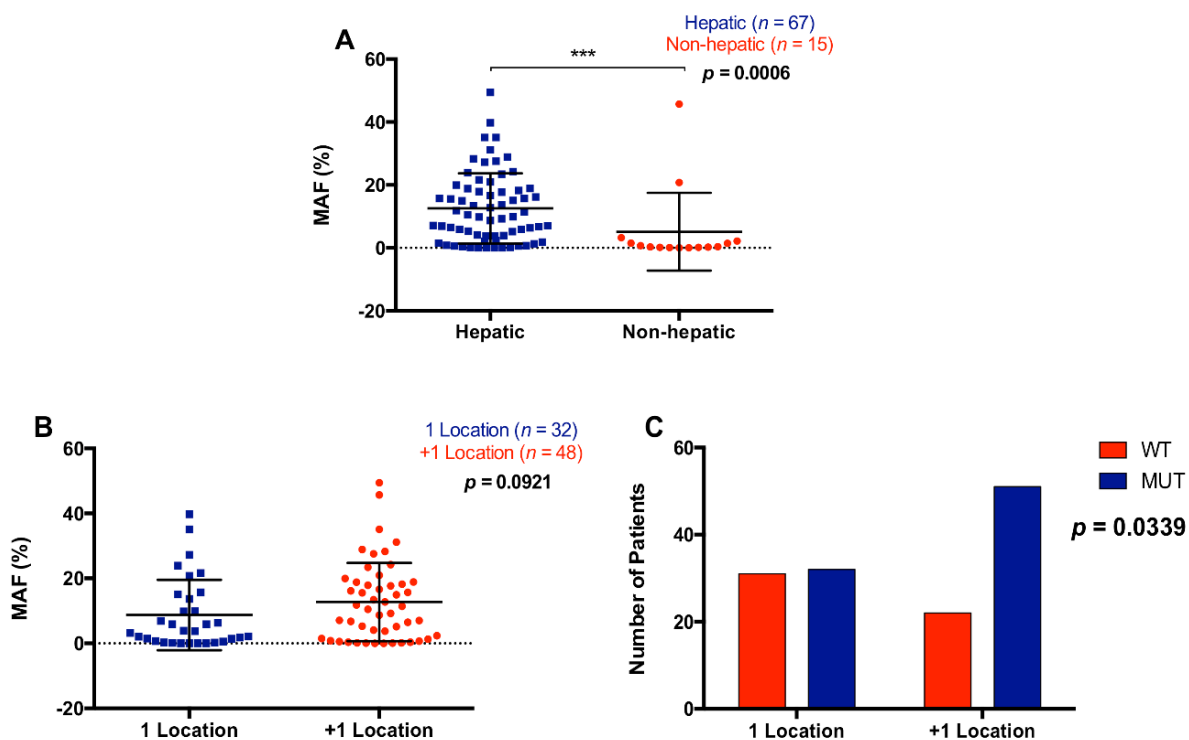 A
Hepatic (n = 67)
Non-hepatic (n = 15)
***
p = 0.0006
MAF (%)
60
40
20
0
-20
Hepatic Non-hepatic
B
1 Location (n = 32)
+1 Location (n = 48)
p = 0.0921
MAF (%)
60
40
20
0
-20
1 Location +1 Location
C
WT
MUT
p = 0.0339
Number of Patients
60
40
20
0
1 Location +1 Location